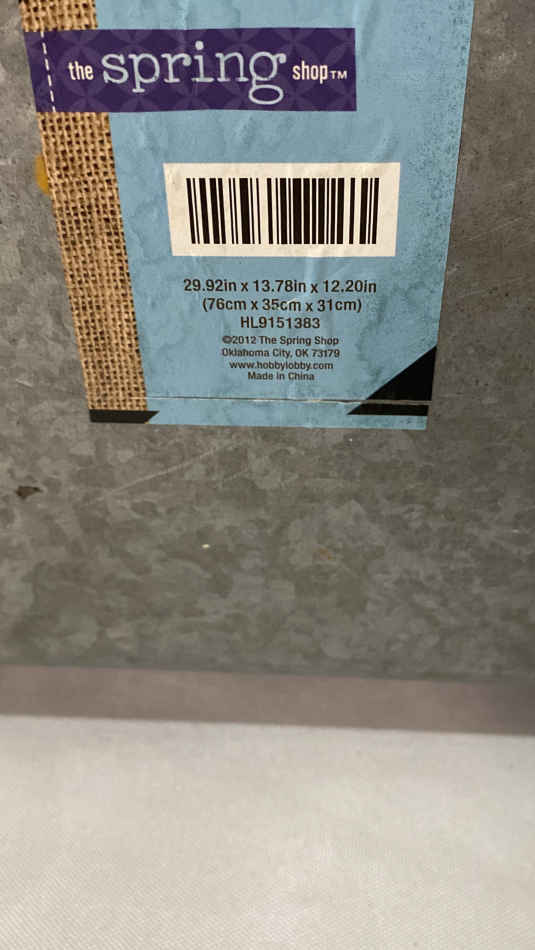 the spring shop™
29.92in x 13.78in x 12.20in
(76cm x 35cm x 31cm)
HL9151383
©2012 The Spring Shop
Oklahoma City, OK 73179
www.hobbylobby.com
Made in China